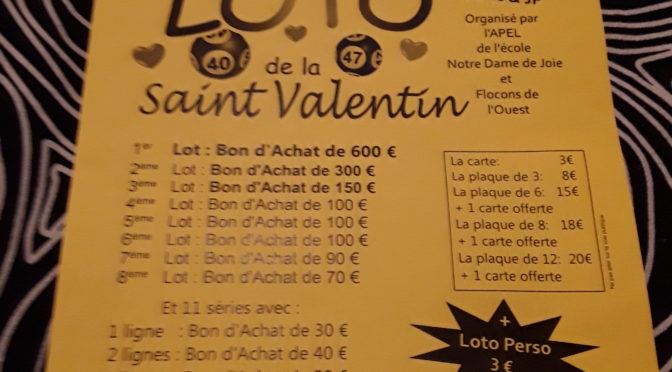 LOTO
40
47
de la
Saint Valentin
Organisé par
l'APEL
de l'école
Notre Dame de Joie
et
Flocons de
l'Ouest
1er Lot : Bon d'Achat de 600 €
2ème Lot : Bon d'Achat de 300 €
3ème Lot : Bon d'Achat de 150 €
4ème Lot : Bon d'Achat de 100 €
5ème Lot : Bon d'Achat de 100 €
6ème Lot : Bon d'Achat de 100 €
7ème Lot : Bon d'Achat de 90 €
8ème Lot : Bon d'Achat de 70 €
La carte: 3€
La plaque de 3: 8€
La plaque de 6: 15€
+ 1 carte offerte
La plaque de 8: 18€
+ 1 carte offerte
La plaque de 12: 20€
+ 1 carte offerte
Et 11 séries avec :
1 ligne : Bon d'Achat de 30 €
2 lignes : Bon d'Achat de 40 €
+
Loto Perso
3 €